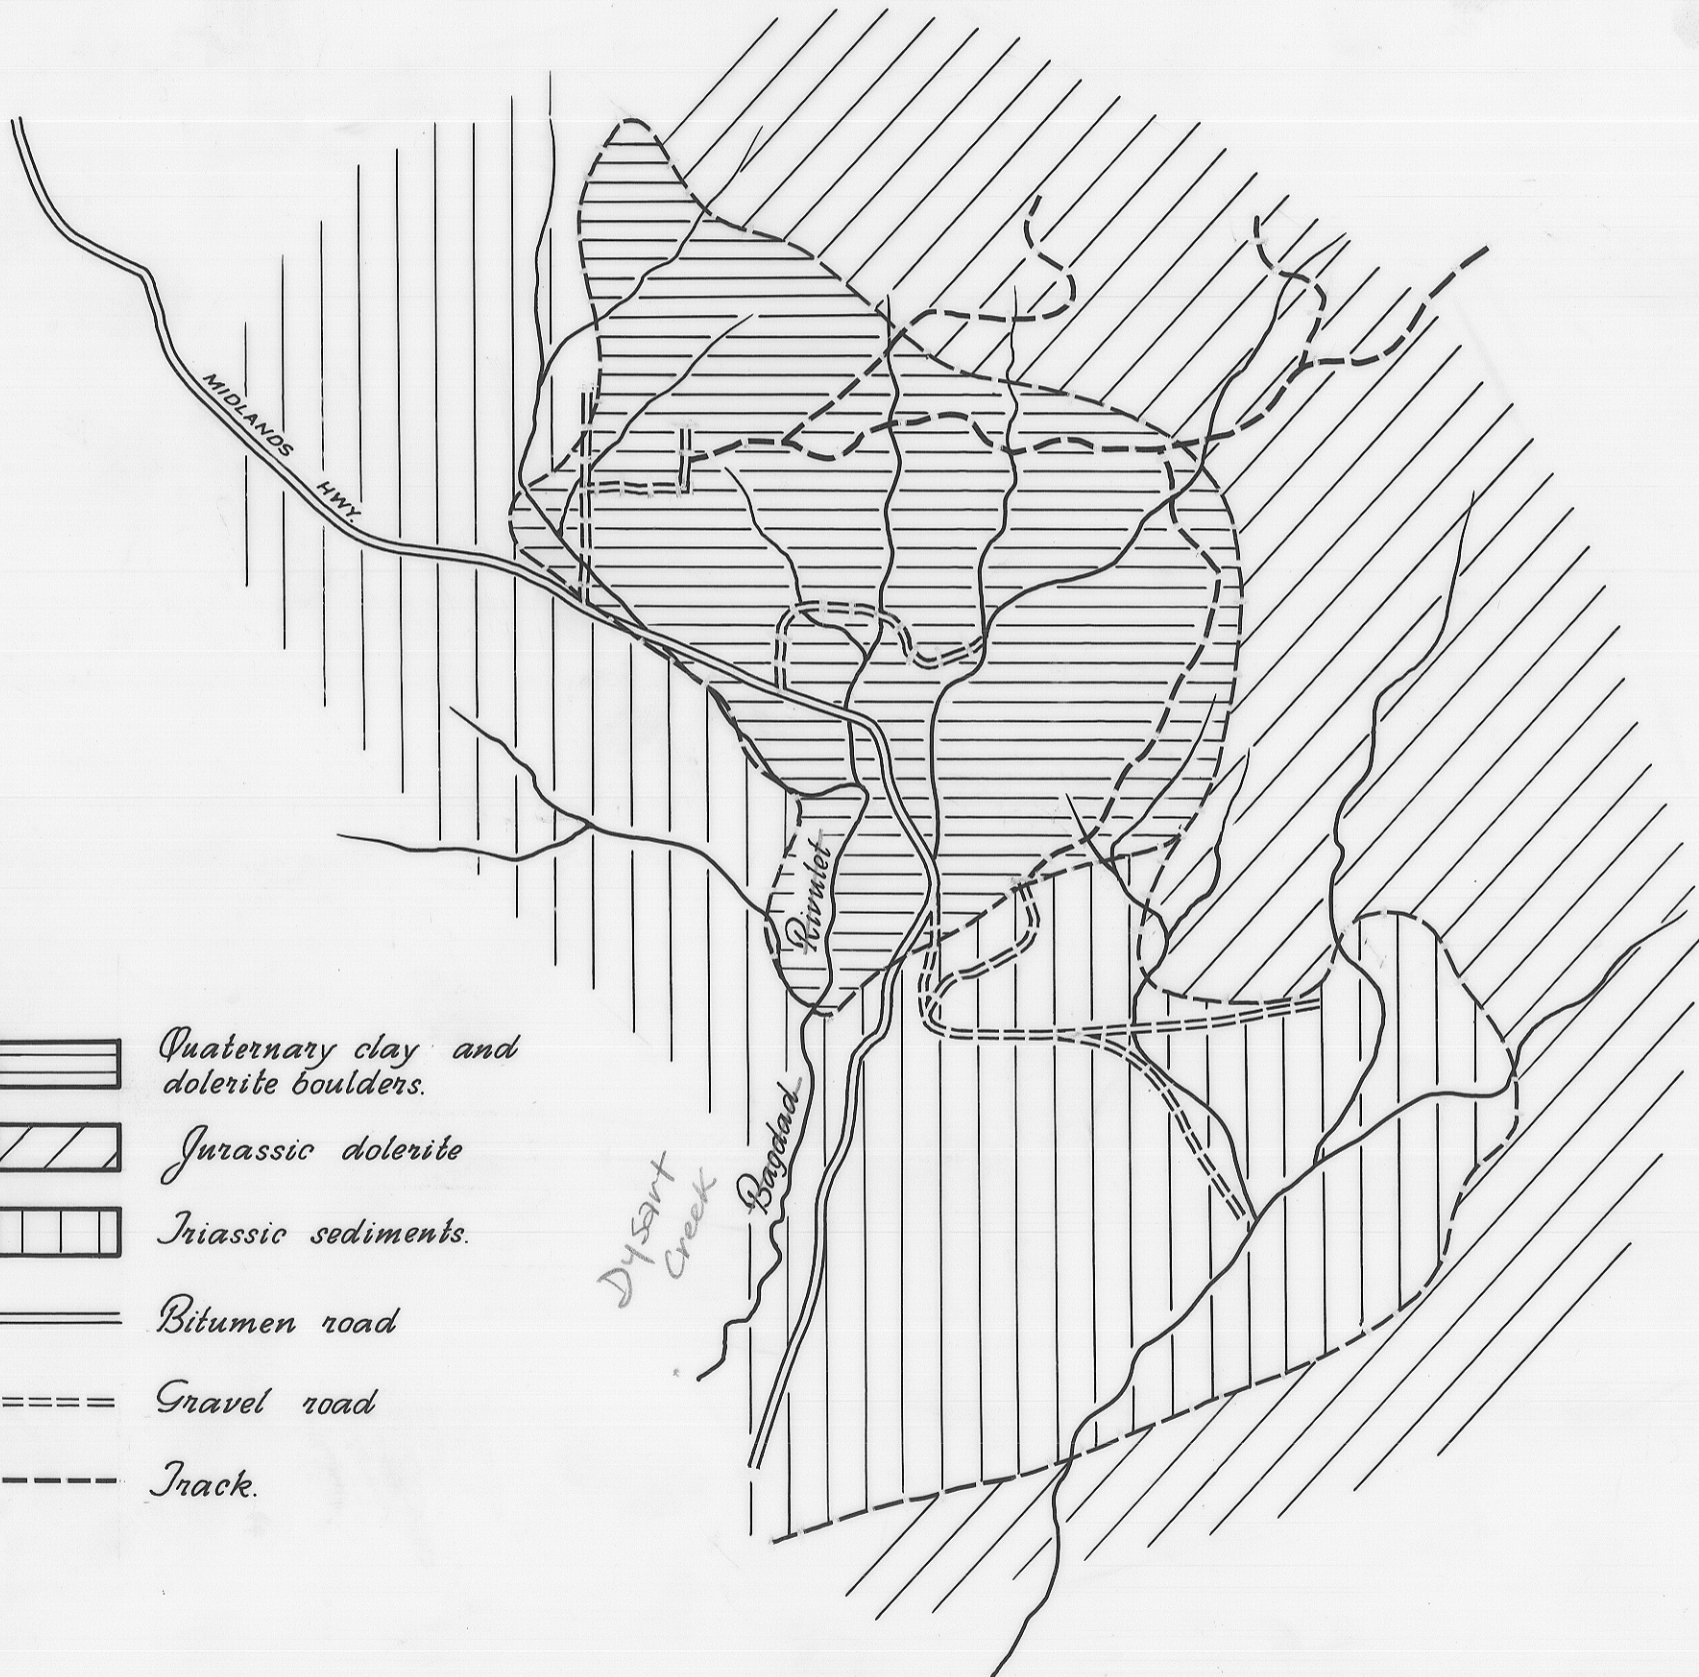 MIDLANDS
HWY.
Rivulet
Bagdad
Dysart
Creek
Quaternary clay and
dolerite boulders.
Jurassic dolerite
Triassic sediments.
Bitumen road
Gravel road
Track.